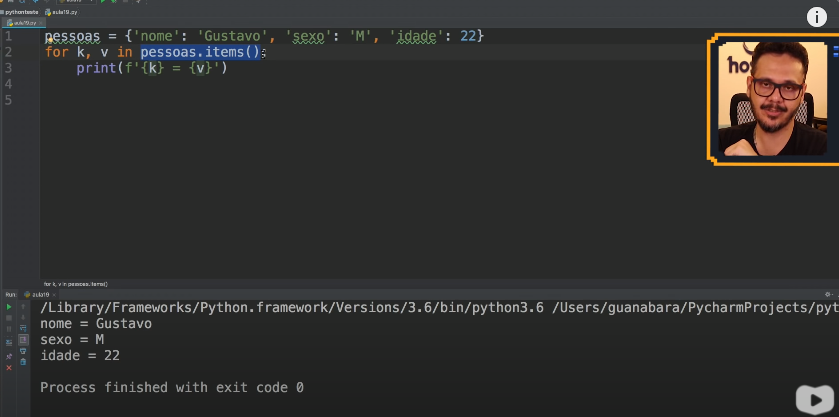 pythonteste aula19.py
aula19.py
1 pessoas = {'nome': 'Gustavo', 'sexo': 'M', 'idade': 22}
2 for k, v in pessoas.items():
3 print(f'{k} = {v}')
4
5
hos
for k, v in pessoas.items()
Run: aula19
/Library/Frameworks/Python.framework/Versions/3.6/bin/python3.6 /Users/guanabara/PycharmProjects/pyt
nome = Gustavo
sexo = M
idade = 22
Process finished with exit code 0